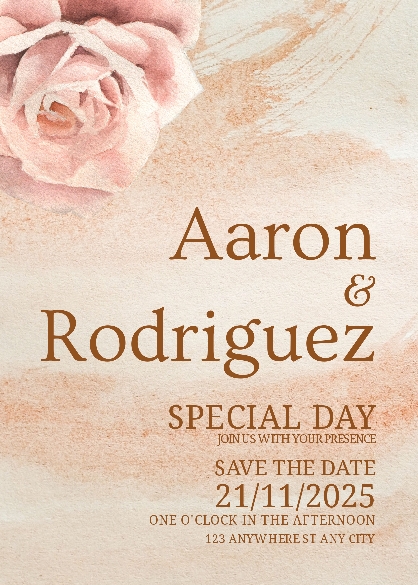 Aaron
&
Rodriguez
SPECIAL DAY
JOIN US WITH YOUR PRESENCE
SAVE THE DATE
21/11/2025
ONE O'CLOCK IN THE AFTERNOON
123 ANYWHERE ST ANY CITY